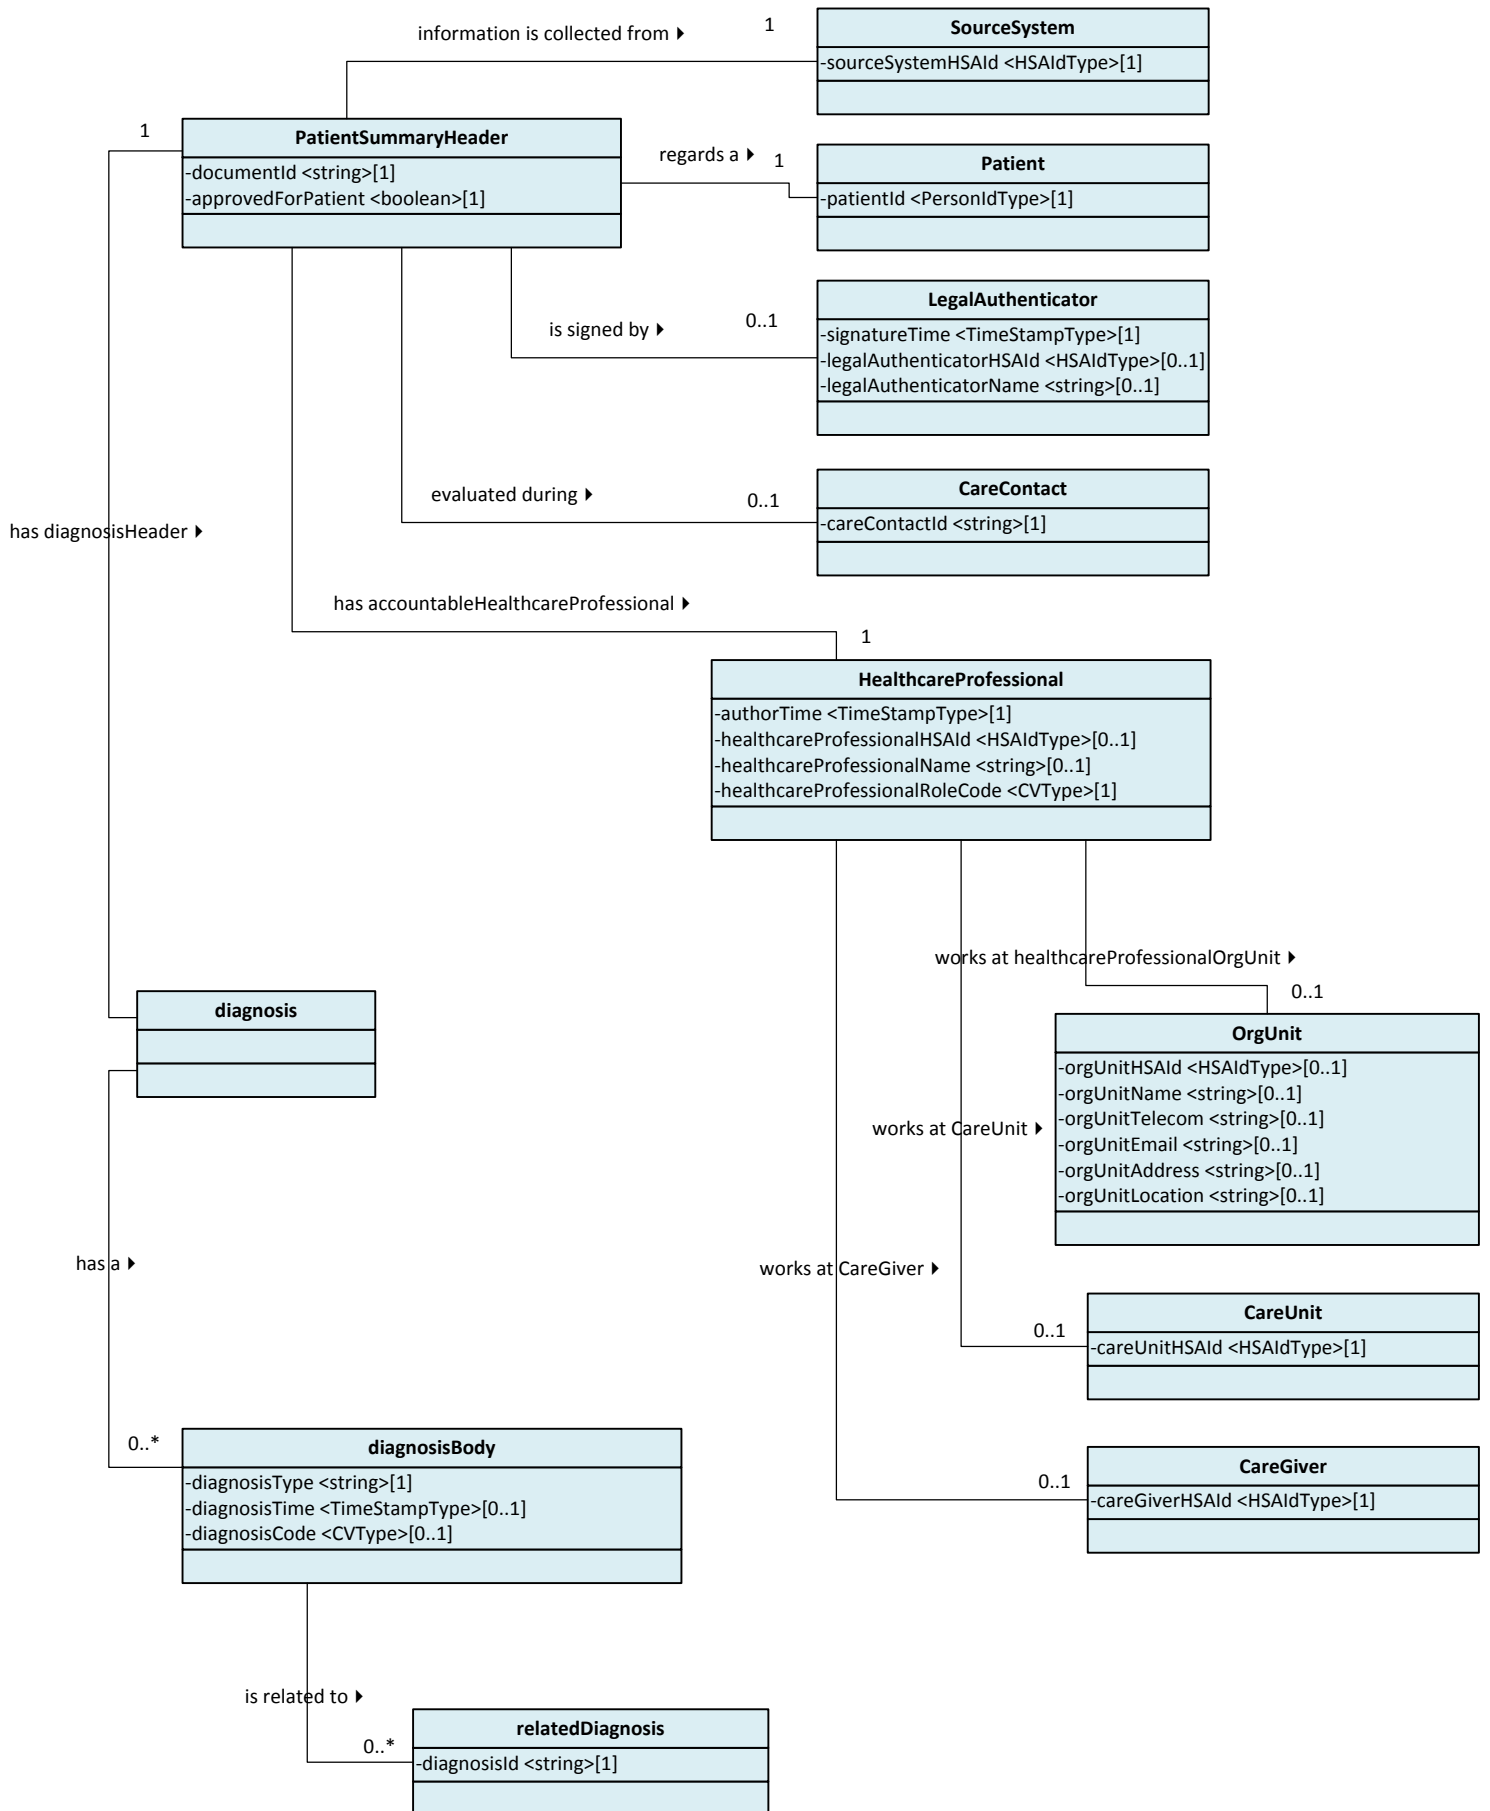 information is collected from ▶
1
SourceSystem
-sourceSystemHSAId <HSAIdType>[1]
1
PatientSummaryHeader
-documentId <string>[1]
-approvedForPatient <boolean>[1]
regards a ▶
1
Patient
-patientId <PersonIdType>[1]
is signed by ▶
0..1
LegalAuthenticator
-signatureTime <TimeStampType>[1]
-legalAuthenticatorHSAId <HSAIdType>[0..1]
-legalAuthenticatorName <string>[0..1]
evaluated during ▶
0..1
CareContact
-careContactId <string>[1]
has diagnosisHeader ▶
has accountableHealthcareProfessional ▶
1
HealthcareProfessional
-authorTime <TimeStampType>[1]
-healthcareProfessionalHSAId <HSAIdType>[0..1]
-healthcareProfessionalName <string>[0..1]
-healthcareProfessionalRoleCode <CVType>[1]
works at healthcareProfessionalOrgUnit ▶
0..1
diagnosis
OrgUnit
-orgUnitHSAId <HSAIdType>[0..1]
-orgUnitName <string>[0..1]
-orgUnitTelecom <string>[0..1]
-orgUnitEmail <string>[0..1]
-orgUnitAddress <string>[0..1]
-orgUnitLocation <string>[0..1]
works at CareUnit ▶
has a ▶
works at CareGiver ▶
0..1
CareUnit
-careUnitHSAId <HSAIdType>[1]
0..*
diagnosisBody
-diagnosisType <string>[1]
-diagnosisTime <TimeStampType>[0..1]
-diagnosisCode <CVType>[0..1]
0..1
CareGiver
-careGiverHSAId <HSAIdType>[1]
is related to ▶
0..*
relatedDiagnosis
-diagnosisId <string>[1]